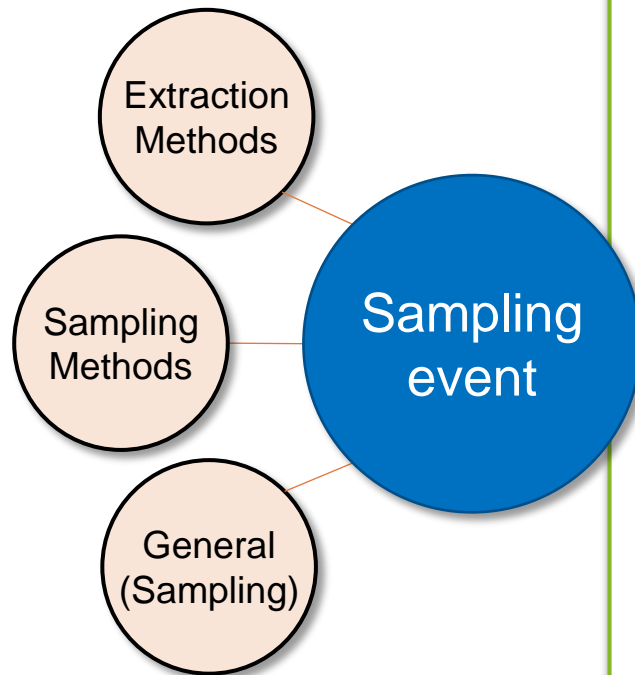 Extraction
Methods
Sampling
Methods
Sampling
event
General
(Sampling)